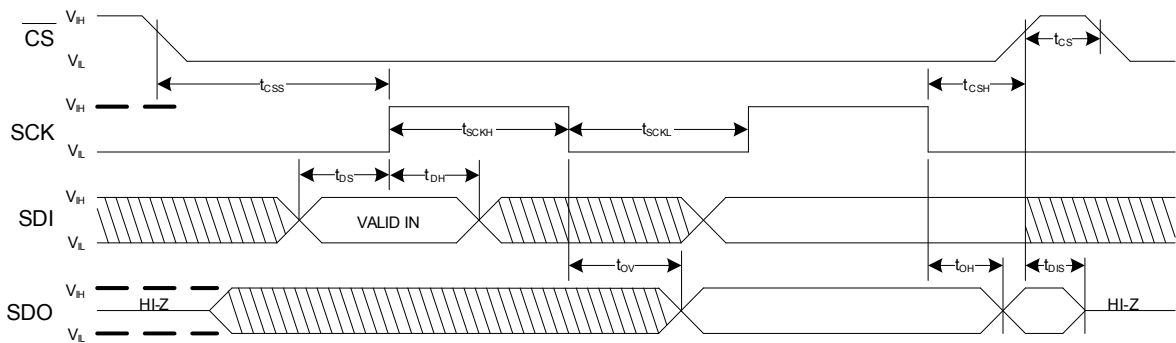 VIH
CS
VIL
tCS
tCSS
tCSH
VIH
SCK
VIL
tSCKH
tSCKL
tDS
tDH
VIH
SDI
VIL
VALID IN
tOV
tOH
tDIS
VIH
SDO
VIL
HI-Z
HI-Z